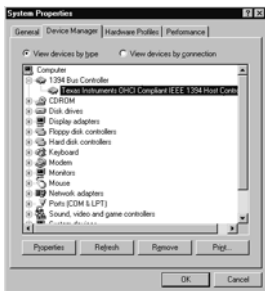 System Properties
General Device Manager Hardware Profiles Performance
View devices by type View devices by connection
Computer
1394 Bus Controller
Texas Instruments OHCI Compliant IEEE 1394 Host Contr
CDROM
Disk drives
Display adapters
Floppy disk controllers
Hard disk controllers
Keyboard
Modem
Monitors
Mouse
Network adapters
Ports (COM & LPT)
Sound, video and game controllers
Properties Refresh Remove Print...
OK Cancel